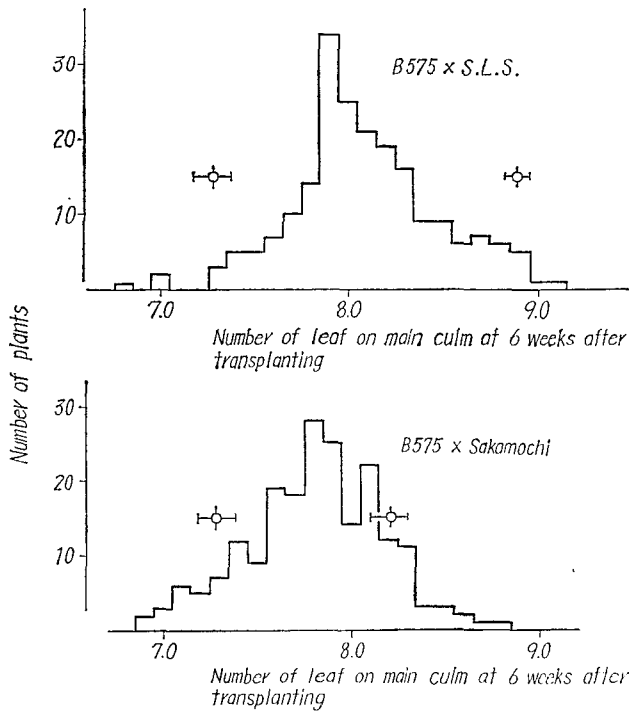 30
B575 x S.L.S.
20
10
7.0 8.0 9.0
Number of leaf on main culm at 6 weeks after
transplanting
Number of plants
30
B575 x Sakamochi
20
10
7.0 8.0 9.0
Number of leaf on main culm at 6 weeks after
transplanting